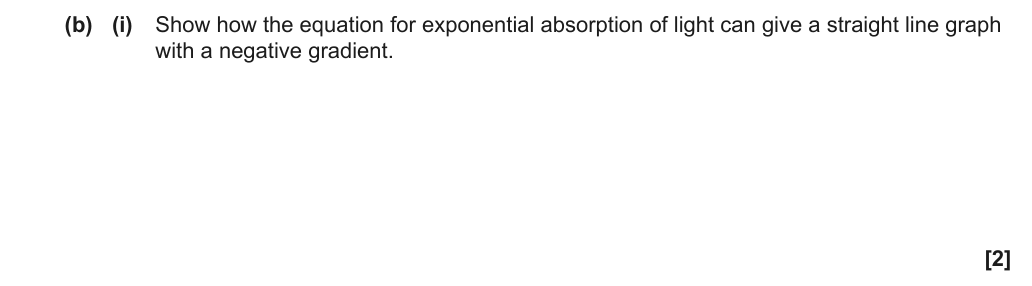 (b) (i) Show how the equation for exponential absorption of light can give a straight line graph
with a negative gradient.
[2]